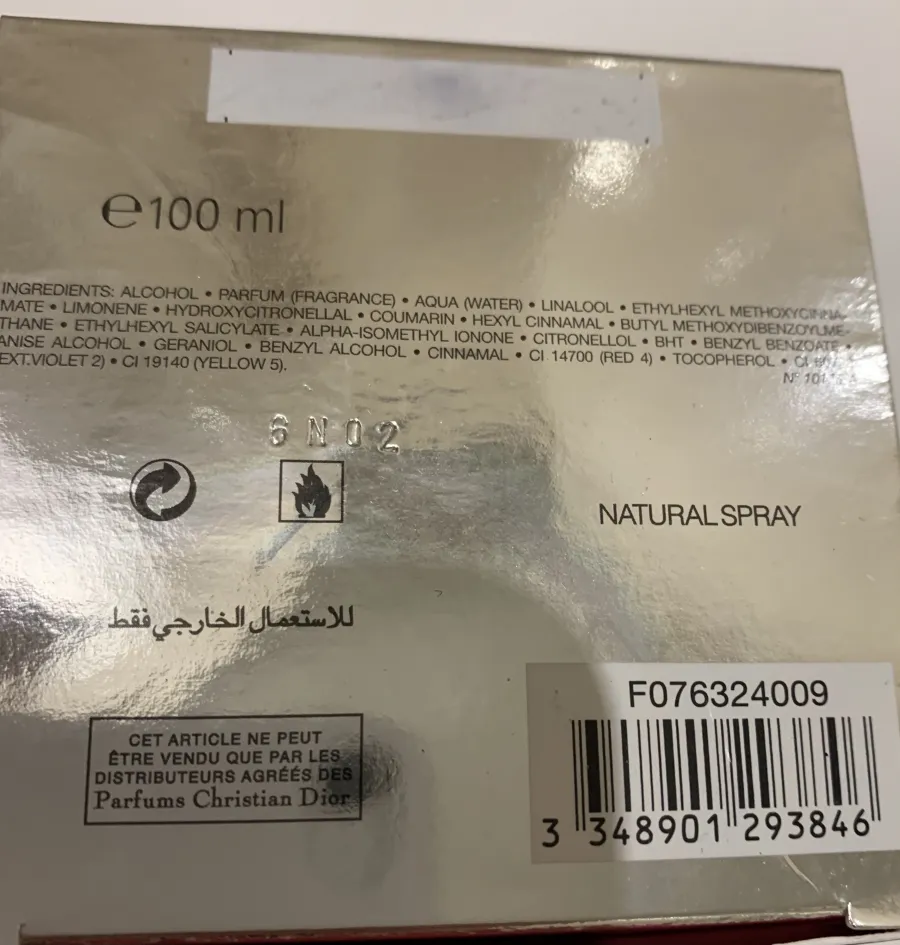 ℮100 ml
INGREDIENTS: ALCOHOL • PARFUM (FRAGRANCE) • AQUA (WATER) • LINALOOL • ETHYLHEXYL METHOXYCINNA-
MATE • LIMONENE • HYDROXYCITRONELLAL • COUMARIN • HEXYL CINNAMAL • BUTYL METHOXYDIBENZOYLME-
THANE • ETHYLHEXYL SALICYLATE • ALPHA-ISOMETHYL IONONE • CITRONELLOL • BHT • BENZYL BENZOATE •
ANISE ALCOHOL • GERANIOL • BENZYL ALCOHOL • CINNAMAL • CI 14700 (RED 4) • TOCOPHEROL • CI
EXT.VIOLET 2) • CI 19140 (YELLOW 5).
N°
6N02
NATURAL SPRAY
للاستعمال الخارجي فقط
CET ARTICLE NE PEUT
ÊTRE VENDU QUE PAR LES
DISTRIBUTEURS AGRÉÉS DES
Parfums Christian Dior
F076324009
3 348901 293846